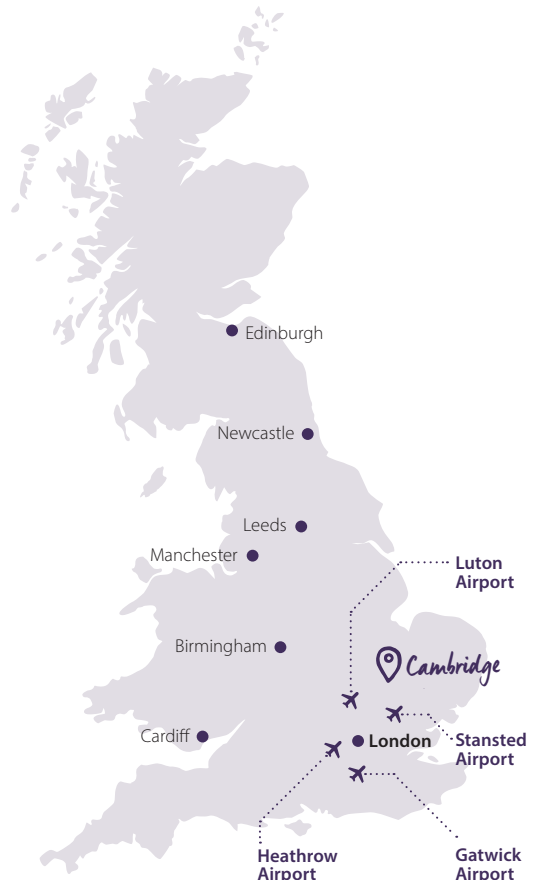 Edinburgh
Newcastle
Leeds
Manchester
Luton
Airport
Birmingham
Cambridge
Cardiff
London
Stansted
Airport
Heathrow
Airport
Gatwick
Airport